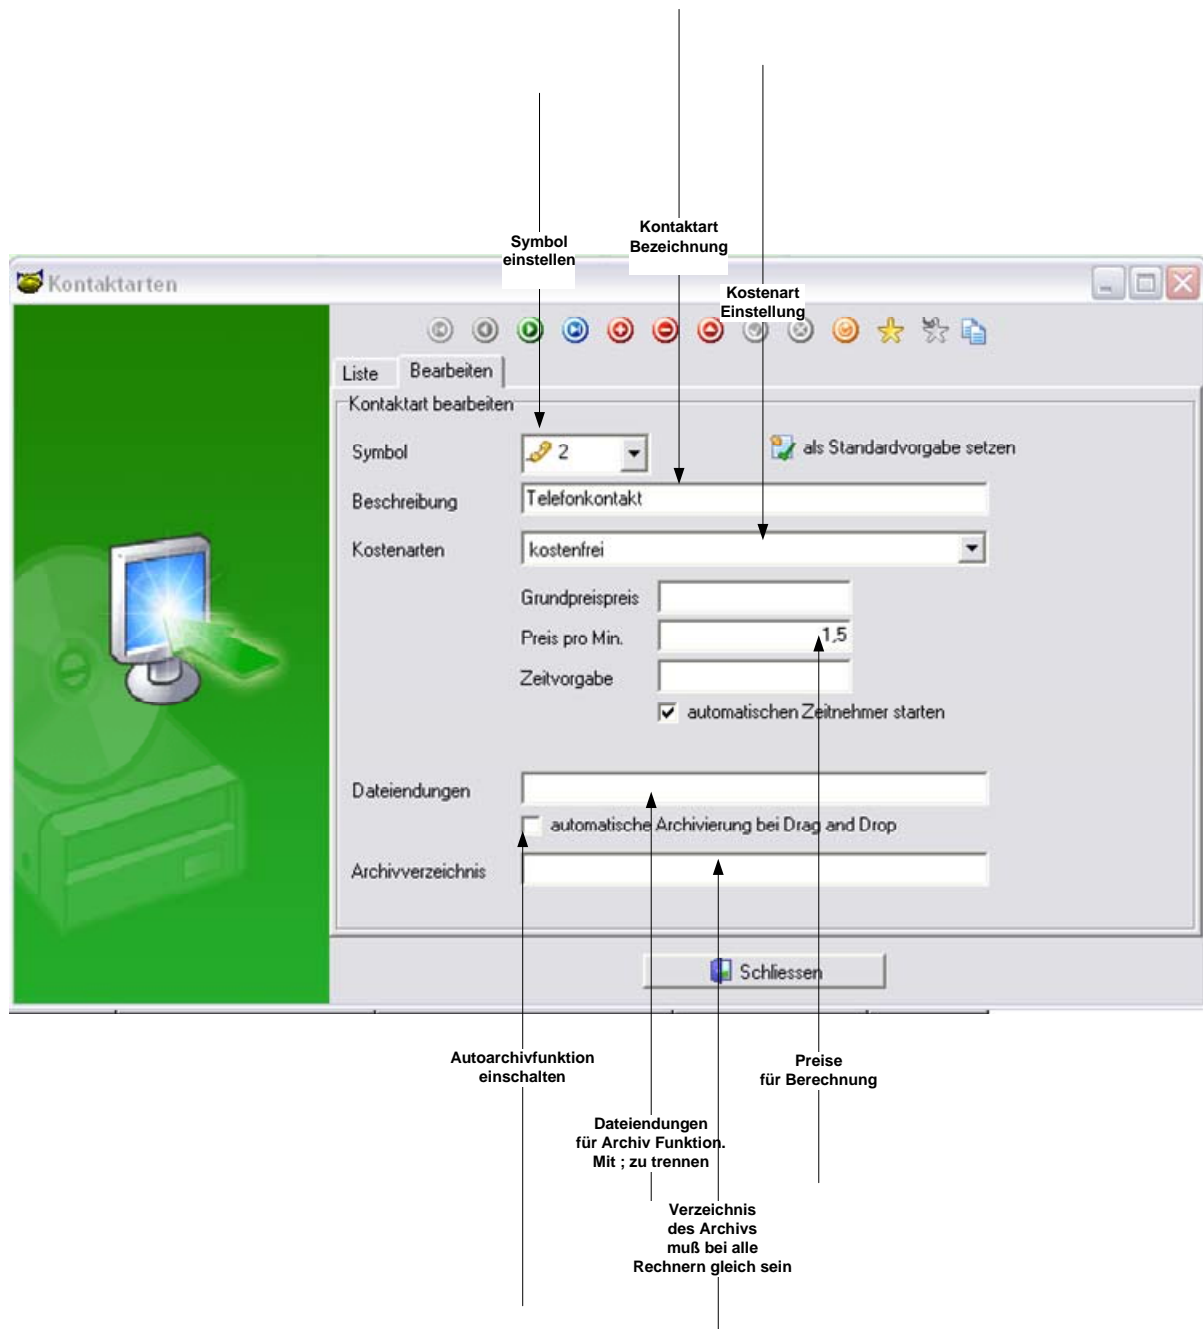 Kontaktart
Bezeichnung
Symbol
einstellen
Kontaktarten
Kostenart
Einstellung
Liste
Bearbeiten
Kontaktart bearbeiten
Symbol
2
als Standardvorgabe setzen
Beschreibung
Telefonkontakt
Kostenarten
kostenfrei
Grundpreispreis
Preis pro Min.
1,5
Zeitvorgabe
automatischen Zeitnehmer starten
Dateiendungen
automatische Archivierung bei Drag and Drop
Archivverzeichnis
Schliessen
Autoarchivfunktion
einschalten
Preise
für Berechnung
Dateiendungen
für Archiv Funktion.
Mit ; zu trennen
Verzeichnis
des Archivs
muß bei alle
Rechnern gleich sein